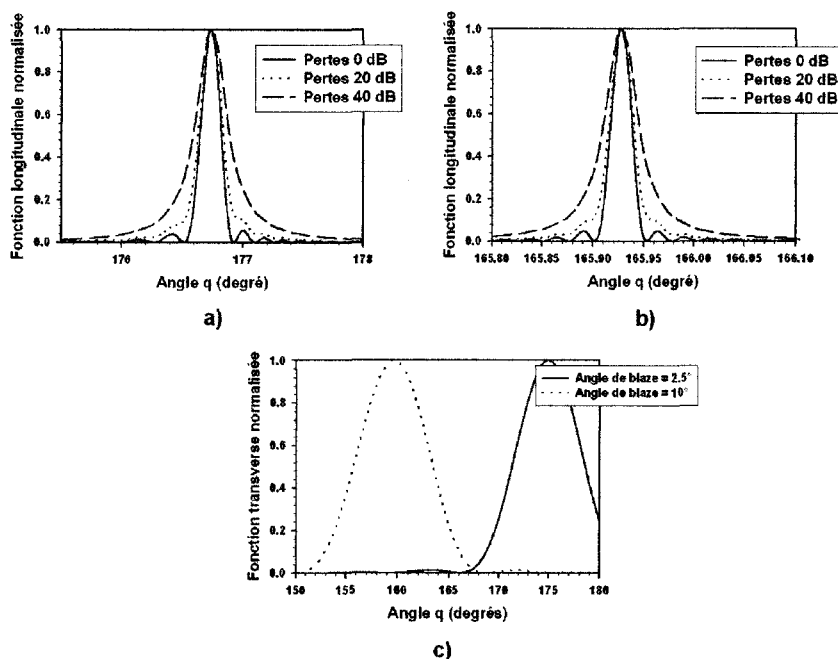 Fonction longitudinale normalisée
1.0
0.8
0.6
0.4
0.2
0.0
Pertes 0 dB
Pertes 20 dB
Pertes 40 dB
176
177
178
Angle q (degré)
a)
Fonction longitudinale normalisée
1.0
0.8
0.6
0.4
0.2
0.0
Pertes 0 dB
Pertes 20 dB
Pertes 40 dB
165.80
165.85
165.90
165.95
166.00
166.05
166.10
Angle q (degré)
b)
Fonction transverse normalisée
1.0
0.8
0.6
0.4
0.2
0.0
Angle de blaze = 2.5°
Angle de blaze = 10°
150
155
160
165
170
175
180
Angle q (degrés)
c)